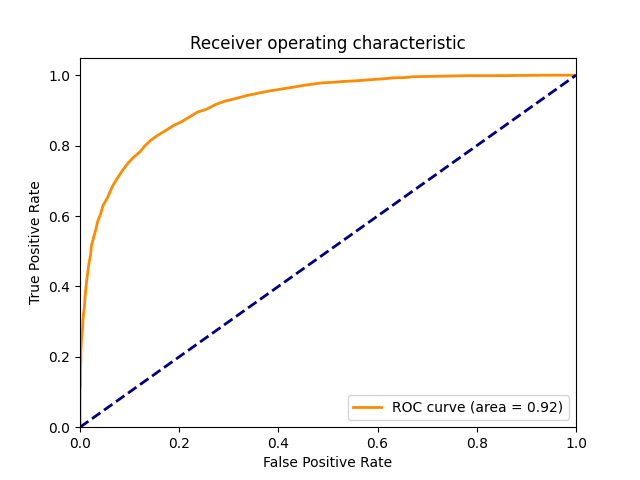 Receiver operating characteristic
True Positive Rate
1.0
0.8
0.6
0.4
0.2
0.0
0.0 0.2 0.4 0.6 0.8 1.0
False Positive Rate
ROC curve (area = 0.92)